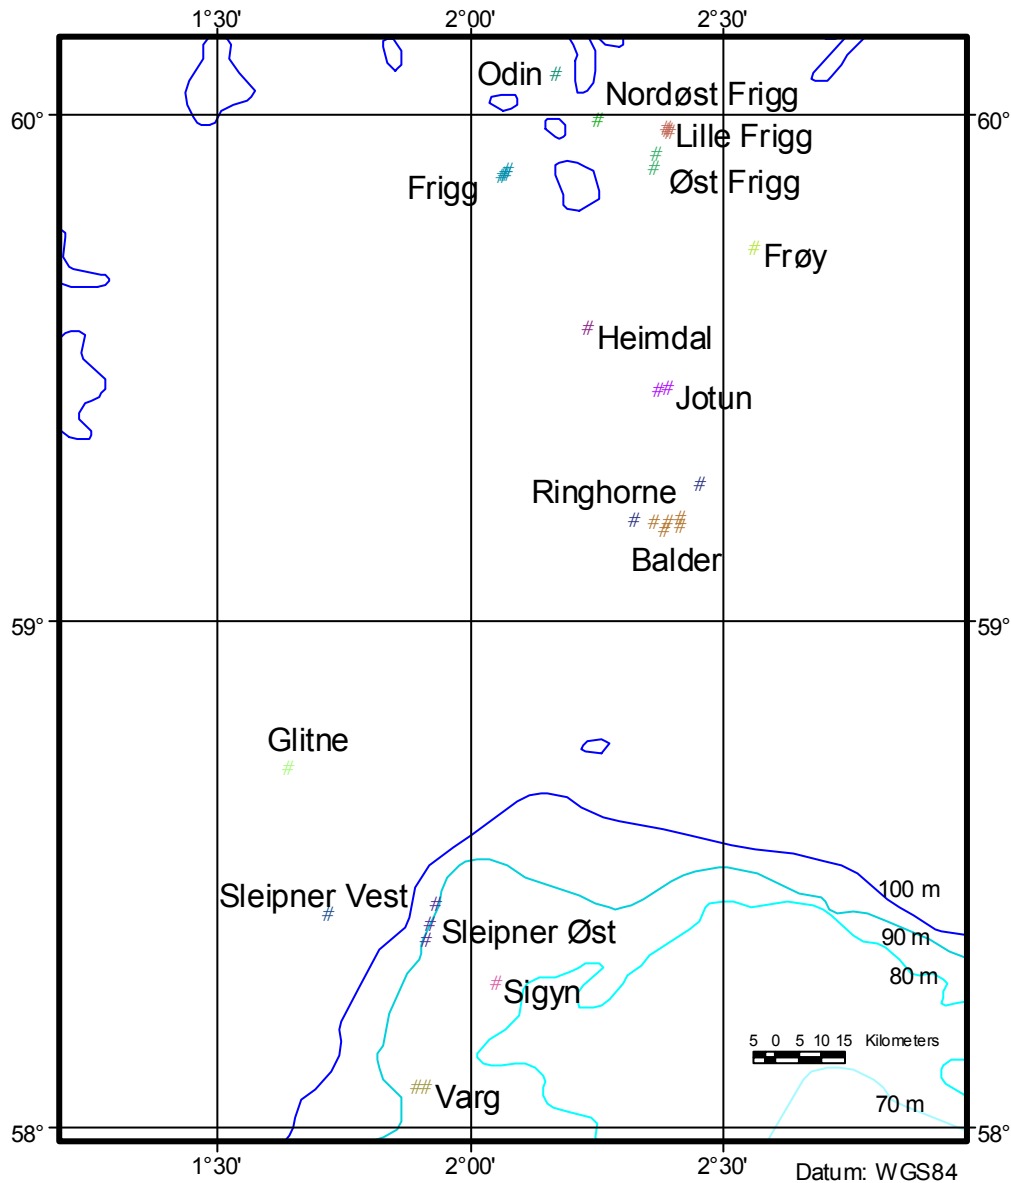 1°30' 2°00' 2°30'
Odin #
Nordøst Frigg
60° # 60°
# Lille Frigg
#
Frigg # # Øst Frigg
# Frøy
# Heimdal
## Jotun
Ringhorne #
# # # # # #
Balder
59° 59°
Glitne
#
100 m
Sleipner Vest #
# # Sleipner Øst
# 90 m
80 m
# Sigyn
5 0 5 10 15 Kilometers
## Varg 70 m
58° 58°
1°30' 2°00' 2°30'
Datum: WGS84